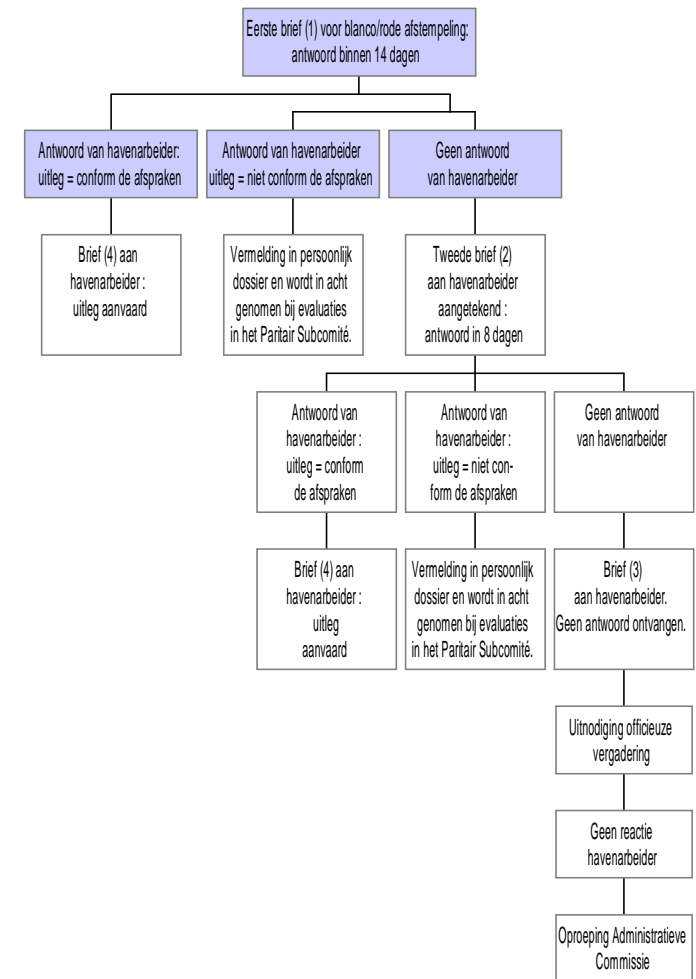 Eerste brief (1) voor blanco/rode afstempeling:
antwoord binnen 14 dagen
Antwoord van havenarbeider:
uitleg = conform de afspraken
Antwoord van havenarbeider
uitleg = niet conform de afspraken
Geen antwoord
van havenarbeider
Brief (4) aan
havenarbeider :
uitleg aanvaard
Vermelding in persoonlijk
dossier en wordt in acht
genomen bij evaluaties
in het Paritair Subcomité.
Tweede brief (2)
aan havenarbeider
aangetekend :
antwoord in 8 dagen
Antwoord van
havenarbeider :
uitleg = conform
de afspraken
Antwoord van
havenarbeider :
uitleg = niet con-
form de afspraken
Geen antwoord
van havenarbeider
Brief (4) aan
havenarbeider :
uitleg
aanvaard
Vermelding in persoonlijk
dossier en wordt in acht
genomen bij evaluaties
in het Paritair Subcomité.
Brief (3)
aan havenarbeider.
Geen antwoord ontvangen.
Uitnodiging officieuze
vergadering
Geen reactie
havenarbeider
Oproeping Administratieve
Commissie